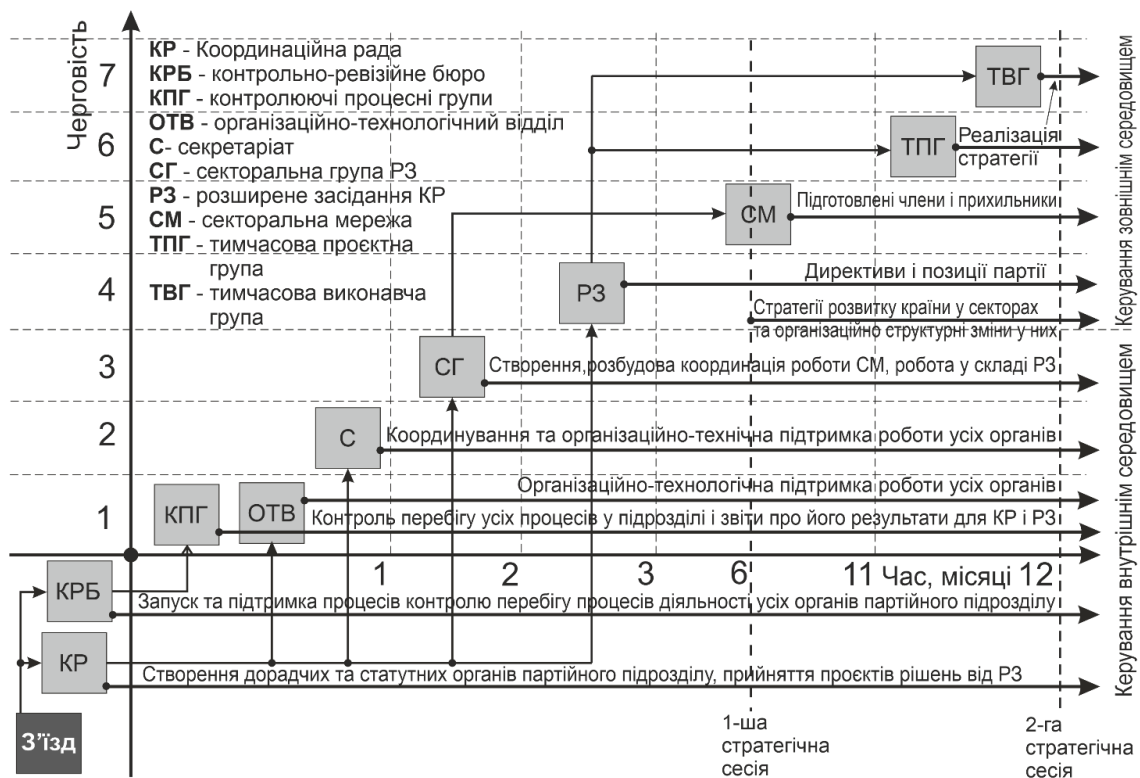 Черговість
КР - Координаційна рада
КРБ - контрольно-ревізійне бюро
КПГ - контролюючі процесні групи
ОТВ - організаційно-технологічний відділ
С- секретаріат
СГ - секторальна група РЗ
РЗ - розширене засідання КР
СМ - секторальна мережа
ТПГ - тимчасова проєктна
група
ТВГ - тимчасова виконавча
група
7
ТВГ
6
ТПГ
Реалізація
стратегії
5
СМ
Підготовлені члени і прихильники
4
РЗ
Директиви і позиції партії
Стратегії розвитку країни у секторах
та організаційно структурні зміни у них
3
СГ
Створення,розбудова координація роботи СМ, робота у складі РЗ
2
С
Координування та організаційно-технічна підтримка роботи усіх органів
1
КПГ
ОТВ
Організаційно-технологічна підтримка роботи усіх органів
Контроль перебігу усіх процесів у підрозділі і звіти про його результати для КР і РЗ
1 2 3 6 11 Час, місяці 12
КРБ
Запуск та підтримка процесів контролю перебігу процесів діяльності усіх органів партійного підрозділу
КР
Створення дорадчих та статутних органів партійного підрозділу, прийняття проєктів рішень від РЗ
З’їзд
1-ша
стратегічна
сесія
2-га
стратегічна
сесія
Керування зовнішнім середовищем
Керування внутрішнім середовищем